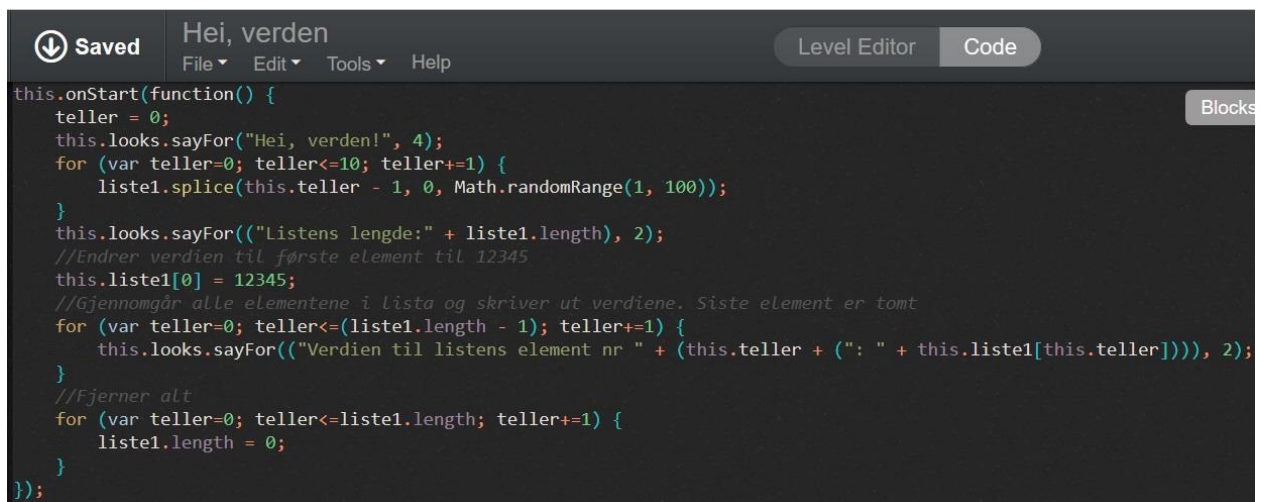 Saved
Hei, verden
File Edit Tools Help
Level Editor Code
Blocks
this.onStart(function() {
    teller = 0;
    this.looks.sayFor("Hei, verden!", 4);
    for (var teller=0; teller<=10; teller+=1) {
        liste1.splice(this.teller - 1, 0, Math.randomRange(1, 100));
    }
    this.looks.sayFor(("Listens lengde:" + liste1.length), 2);
    //Endrer verdien til første element til 12345
    this.liste1[0] = 12345;
    //Gjennomgår alle elementene i lista og skriver ut verdiene. Siste element er tomt
    for (var teller=0; teller<=(liste1.length - 1); teller+=1) {
        this.looks.sayFor(("Verdien til listens element nr " + (this.teller + (": " + this.liste1[this.teller]))), 2);
    }
    //Fjerner alt
    for (var teller=0; teller<=liste1.length; teller+=1) {
        liste1.length = 0;
    }
});